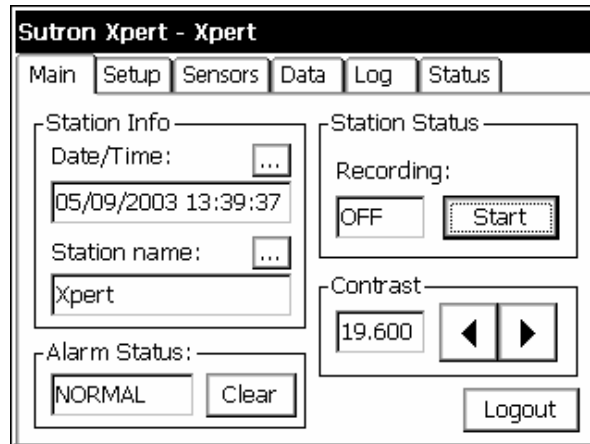 Sutron Xpert - Xpert
Main Setup Sensors Data Log Status
Station Info
Date/Time: ...
05/09/2003 13:39:37
Station name: ...
Xpert
Alarm Status:
NORMAL Clear
Station Status
Recording:
OFF Start
Contrast
19.600
Logout